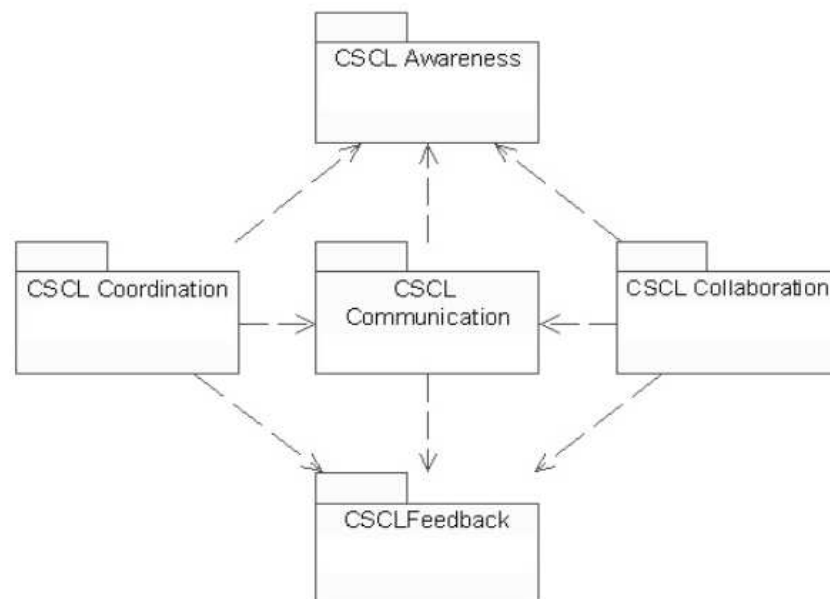 CSCL Awareness
CSCL Coordination
CSCL
Communication
CSCL Collaboration
CSCLFeedback